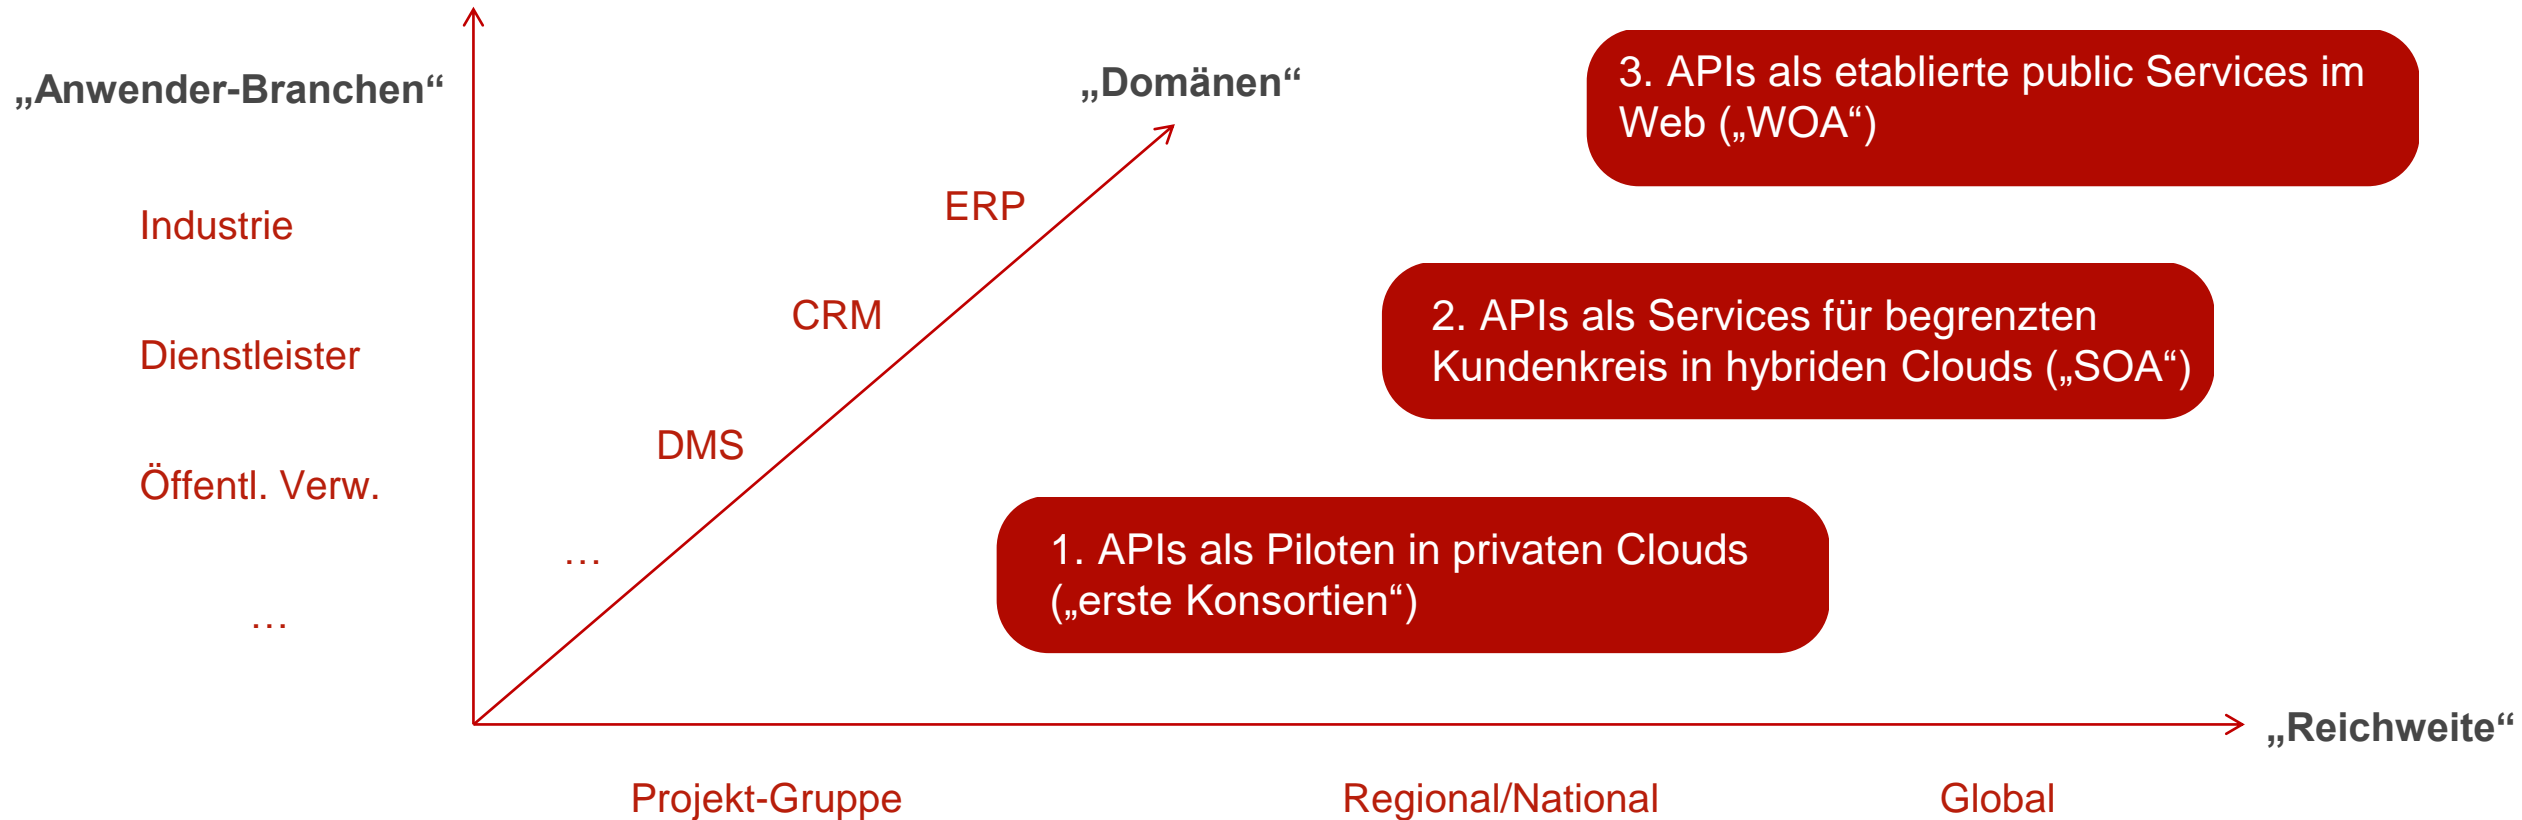 „Anwender-Branchen“
Industrie
Dienstleister
Öffentl. Verw.
…
„Domänen“
ERP
CRM
DMS
…
3. APIs als etablierte public Services im
Web („WOA“)
2. APIs als Services für begrenzten
Kundenkreis in hybriden Clouds („SOA“)
1. APIs als Piloten in privaten Clouds
(„erste Konsortien“)
„Reichweite“
Projekt-Gruppe
Regional/National
Global